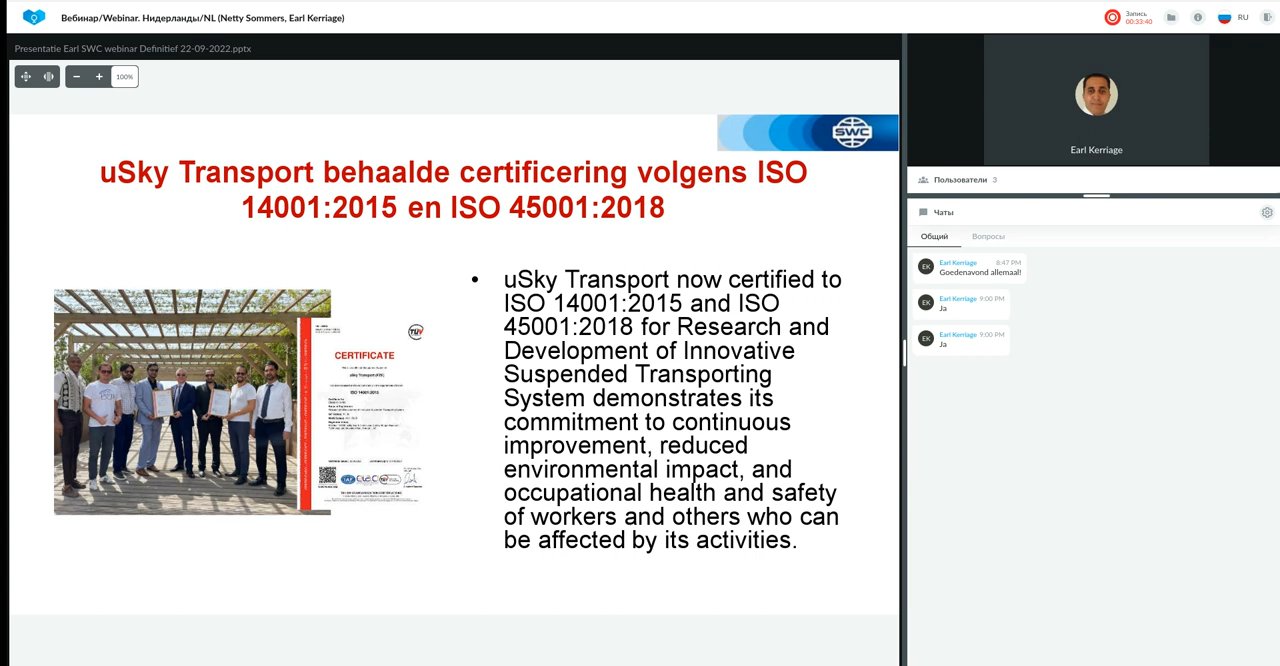 Вебинар/Webinar. Нидерланды/NL (Netty Sommers, Earl Kerriage)
Запись
00:33:40
RU
Presentatie Earl SWC webinar Definitief 22-09-2022.pptx
100%
SWC
uSky Transport behaalde certificering volgens ISO
14001:2015 en ISO 45001:2018
• uSky Transport now certified to
ISO 14001:2015 and ISO
45001:2018 for Research and
Development of Innovative
Suspended Transporting
System demonstrates its
commitment to continuous
improvement, reduced
environmental impact, and
occupational health and safety
of workers and others who can
be affected by its activities.
TÜV
CERTIFICATE
uSky Transport (FZE)
ISO 14001:2015
IAF
Earl Kerriage
Пользователи 3
Чаты
Общий
Вопросы
EK
Earl Kerriage 8:47 PM
Goedenavond allemaal!
EK
Earl Kerriage 9:00 PM
Ja
EK
Earl Kerriage 9:00 PM
Ja